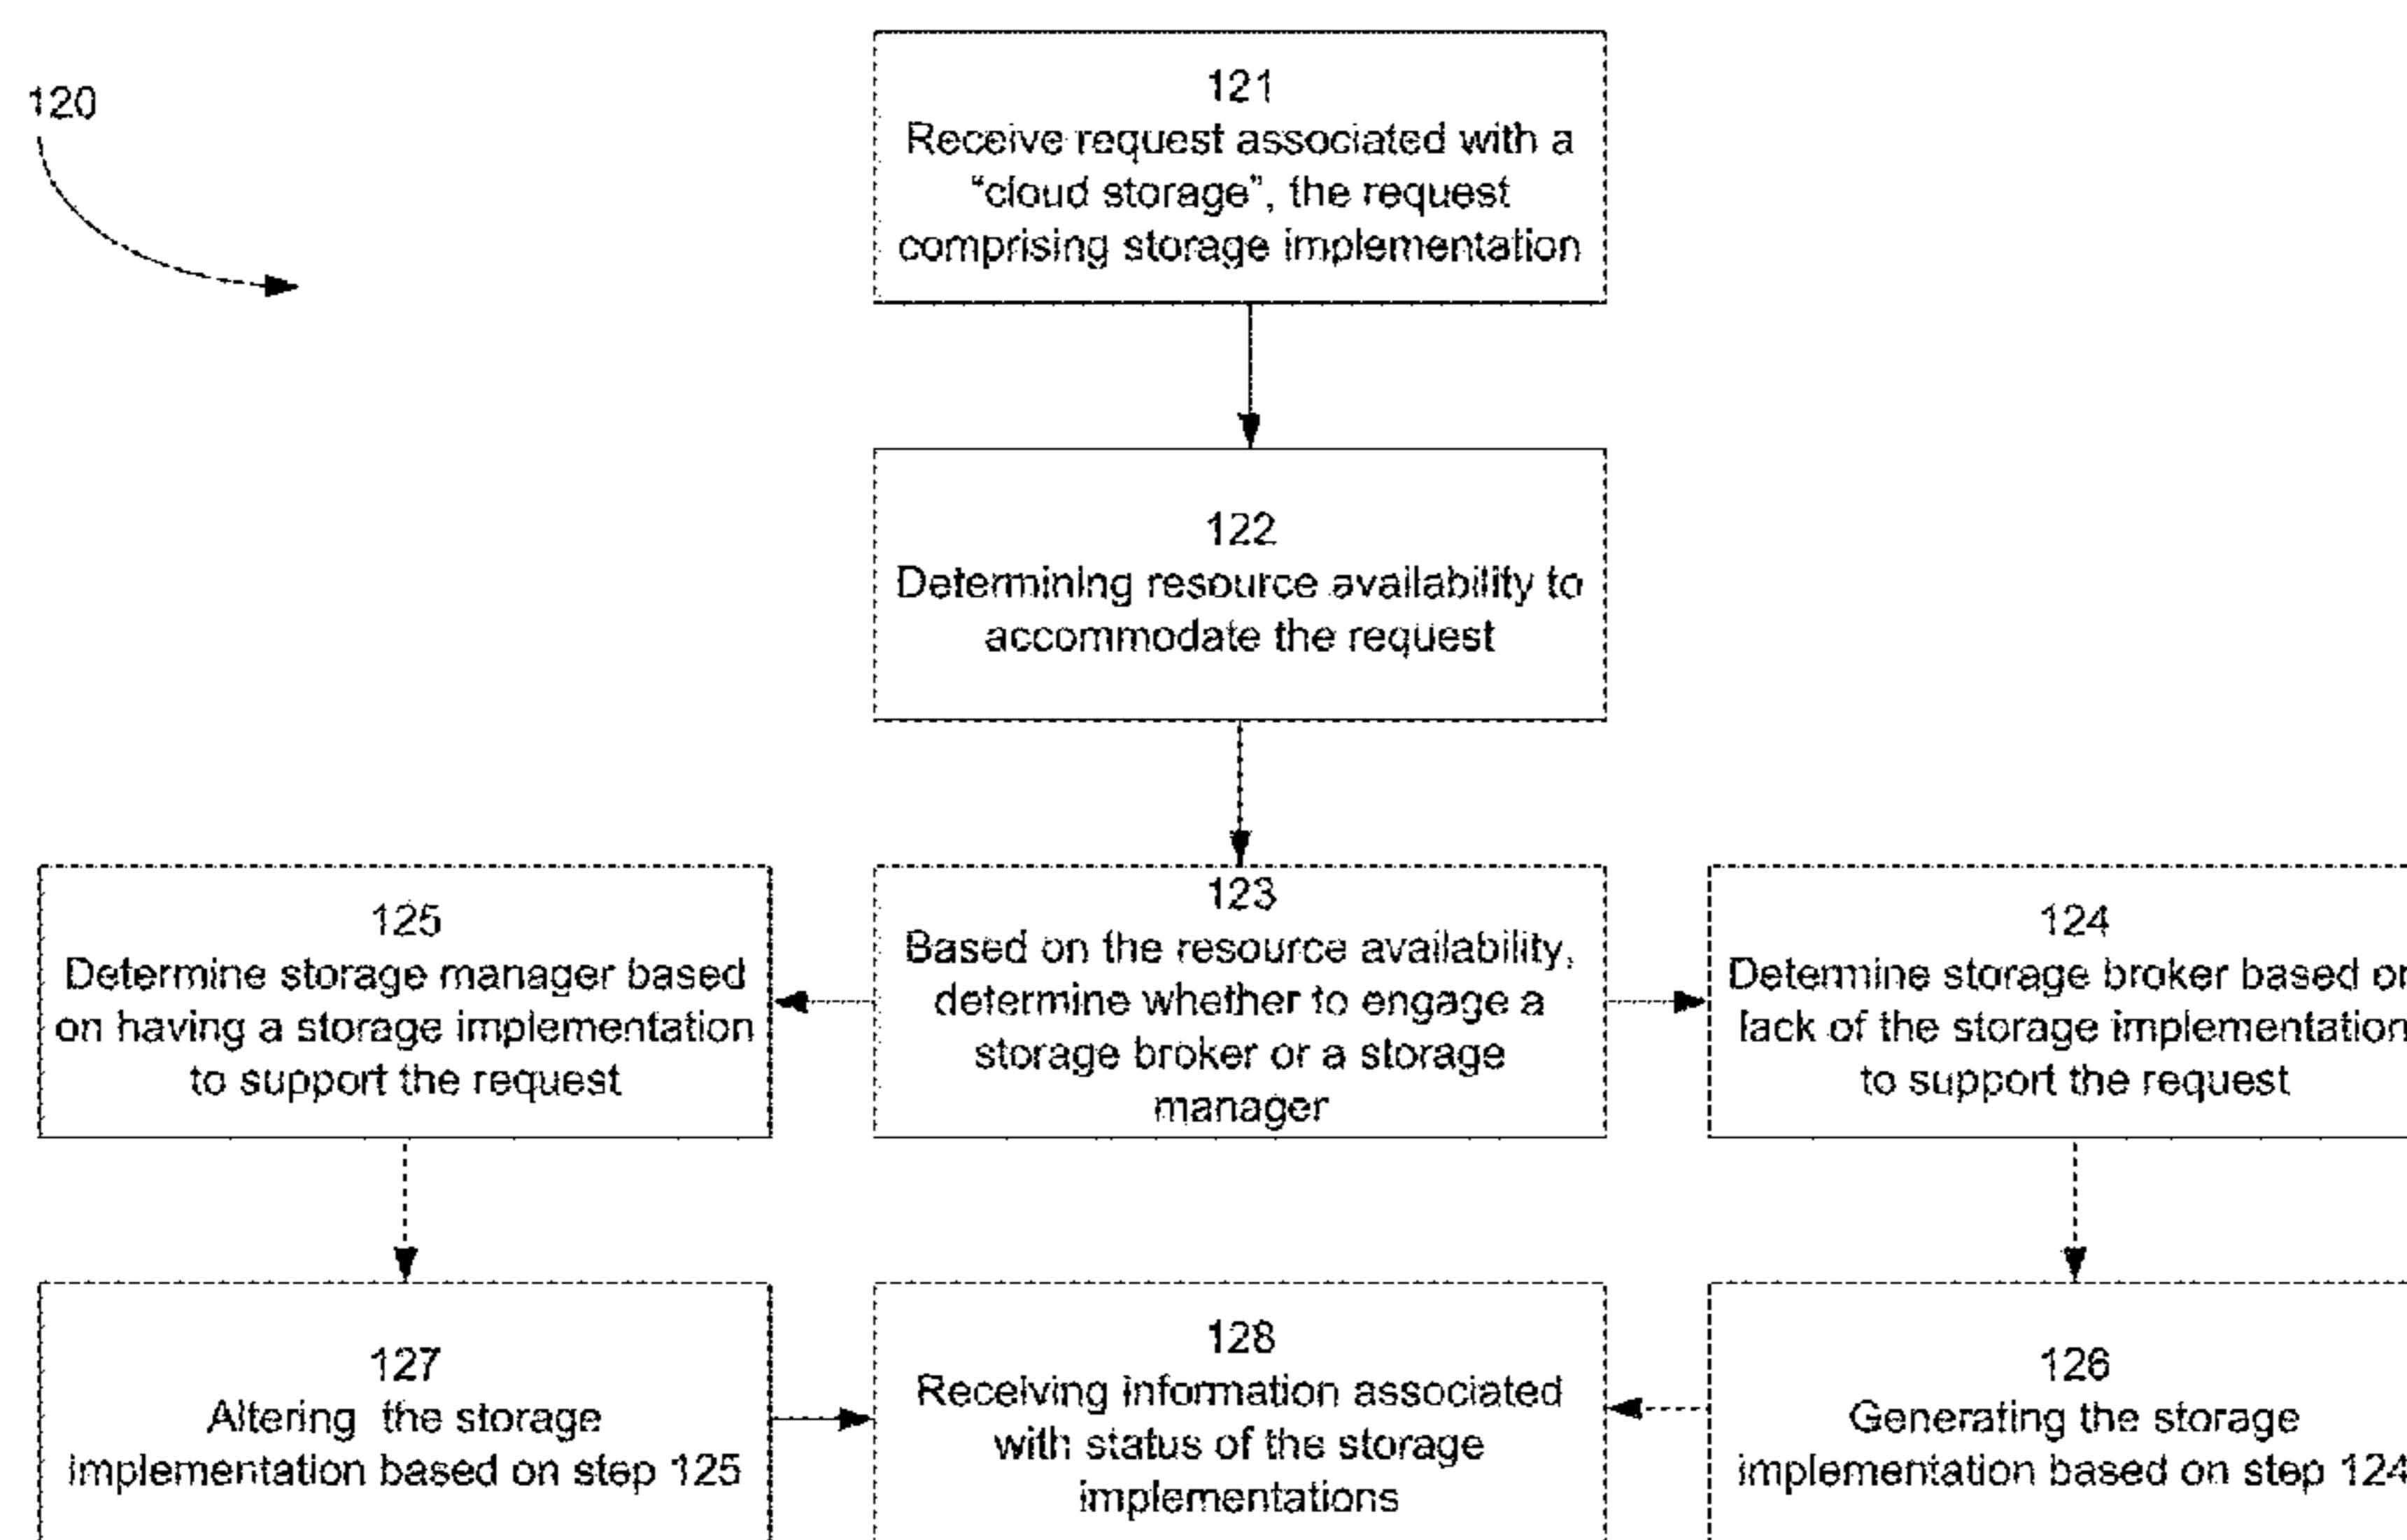 120
121
Receive request associated with a
“cloud storage”, the request
comprising storage implementation
122
Determining resource availability to
accommodate the request
123
Based on the resource availability,
determine whether to engage a
storage broker or a storage
manager
125
Determine storage manager based
on having a storage implementation
to support the request
124
Determine storage broker based on
lack of the storage implementation
to support the request
127
Altering the storage
implementation based on step 125
128
Receiving information associated
with status of the storage
implementations
126
Generating the storage
implementation based on step 124